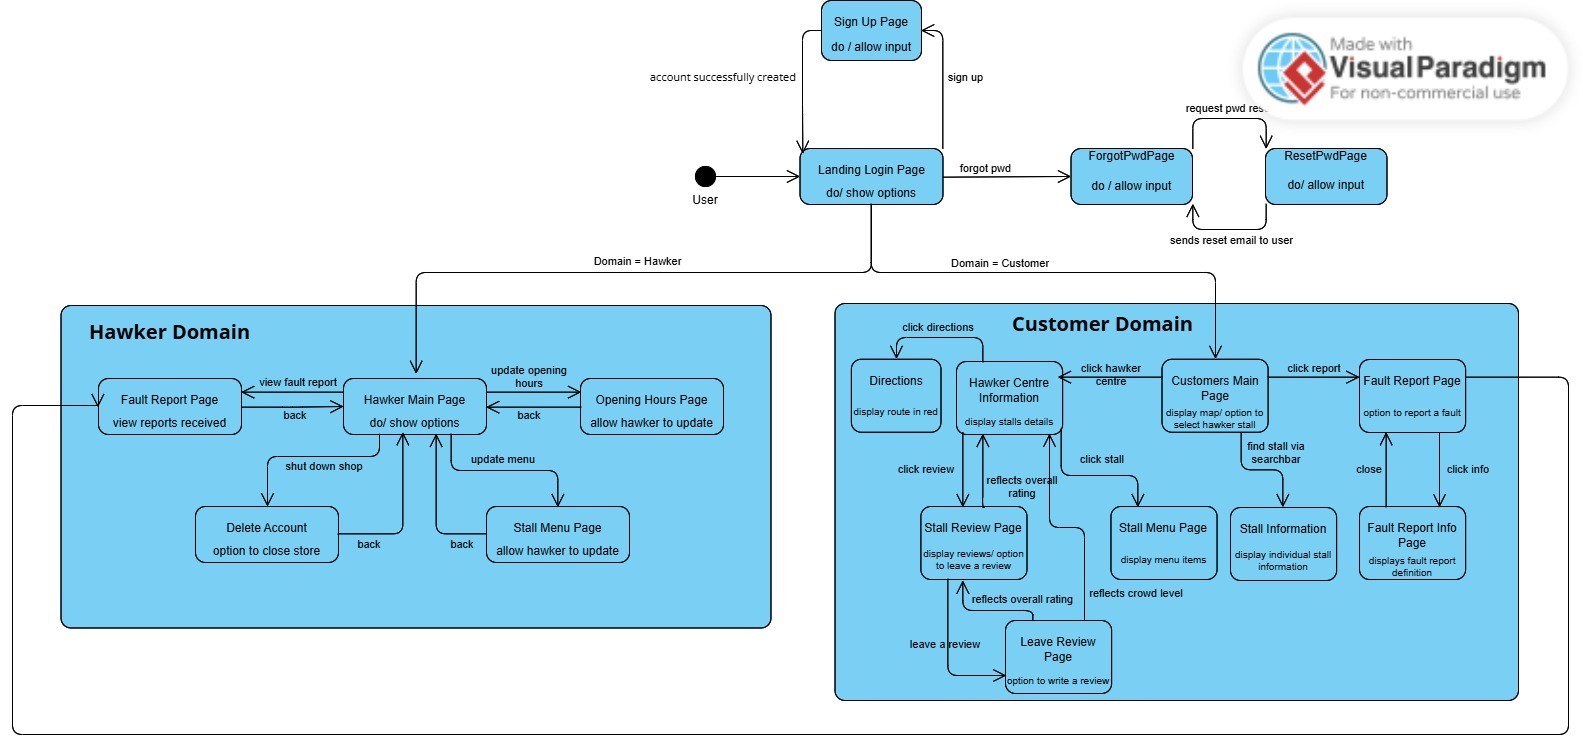 Sign Up Page
do / allow input
Made with
Visual Paradigm
For non-commercial use
account successfully created
sign up
request pwd
Landing Login Page
do/ show options
forgot pwd
ForgotPwdPage
do / allow input
ResetPwdPage
do/ allow input
User
sends reset email to user
Domain = Hawker
Domain = Customer
Hawker Domain
view fault report
back
update opening
hours
back
Fault Report Page
view reports received
Hawker Main Page
do/ show options
Opening Hours Page
allow hawker to update
shut down shop
update menu
Delete Account
option to close store
back
back
Stall Menu Page
allow hawker to update
Customer Domain
click directions
Directions
display route in red
Hawker Centre
Information
display stalls details
click hawker
centre
Customers Main
Page
display map/ option to
select hawker stall
click report
Fault Report Page
option to report a fault
click review
reflects overall
rating
click stall
find stall via
searchbar
close
click info
Stall Review Page
display reviews/ option
to leave a review
Stall Menu Page
display menu items
Stall Information
display individual stall
information
Fault Report Info
Page
displays fault report
definition
reflects overall rating
reflects crowd level
leave a review
Leave Review
Page
option to write a review